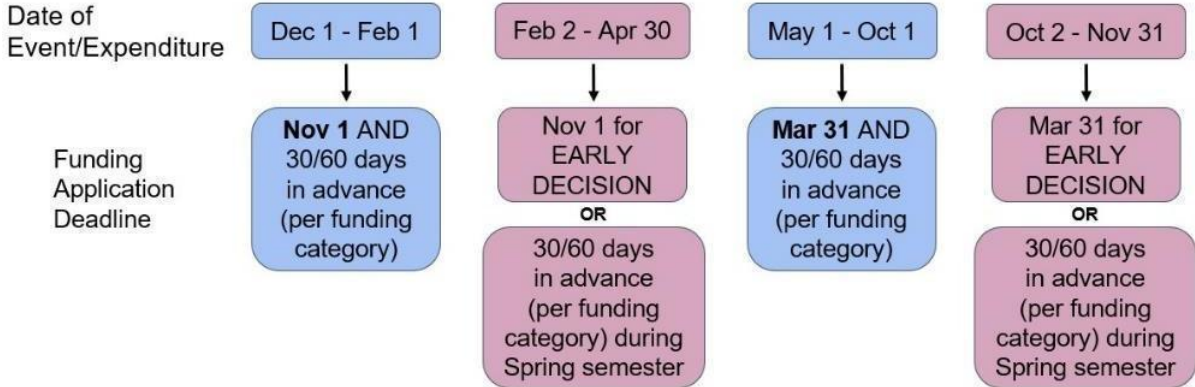 Date of
Event/Expenditure
Dec 1 - Feb 1
Feb 2 - Apr 30
May 1 - Oct 1
Oct 2 - Nov 31
Funding
Application
Deadline
Nov 1 AND
30/60 days
in advance
(per funding
category)
Nov 1 for
EARLY
DECISION
OR
30/60 days
in advance
(per funding
category) during
Spring semester
Mar 31 AND
30/60 days
in advance
(per funding
category)
Mar 31 for
EARLY
DECISION
OR
30/60 days
in advance
(per funding
category) during
Spring semester